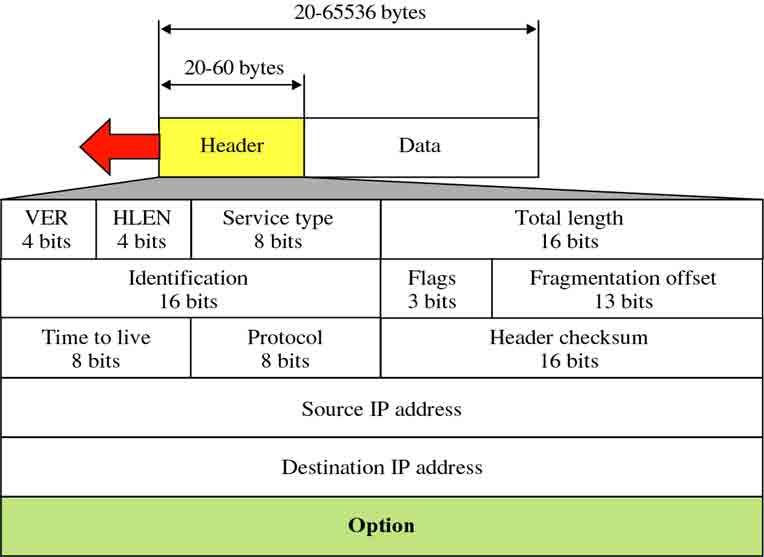 20-65536 bytes
20-60 bytes
Header
Data
VER
4 bits
HLEN
4 bits
Service type
8 bits
Total length
16 bits
Identification
16 bits
Flags
3 bits
Fragmentation offset
13 bits
Time to live
8 bits
Protocol
8 bits
Header checksum
16 bits
Source IP address
Destination IP address
Option